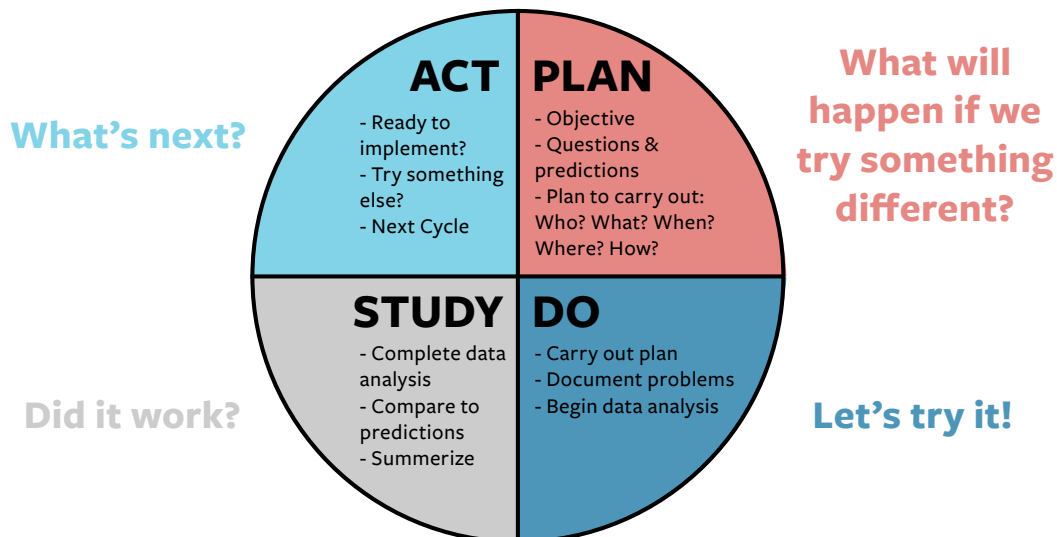 What's next?
ACT
- Ready to
implement?
- Try something
else?
- Next Cycle
PLAN
- Objective
- Questions &
predictions
- Plan to carry out:
Who? What? When?
Where? How?
What will
happen if we
try something
different?
Did it work?
STUDY
- Complete data
analysis
- Compare to
predictions
- Summerize
DO
- Carry out plan
- Document problems
- Begin data analysis
Let's try it!